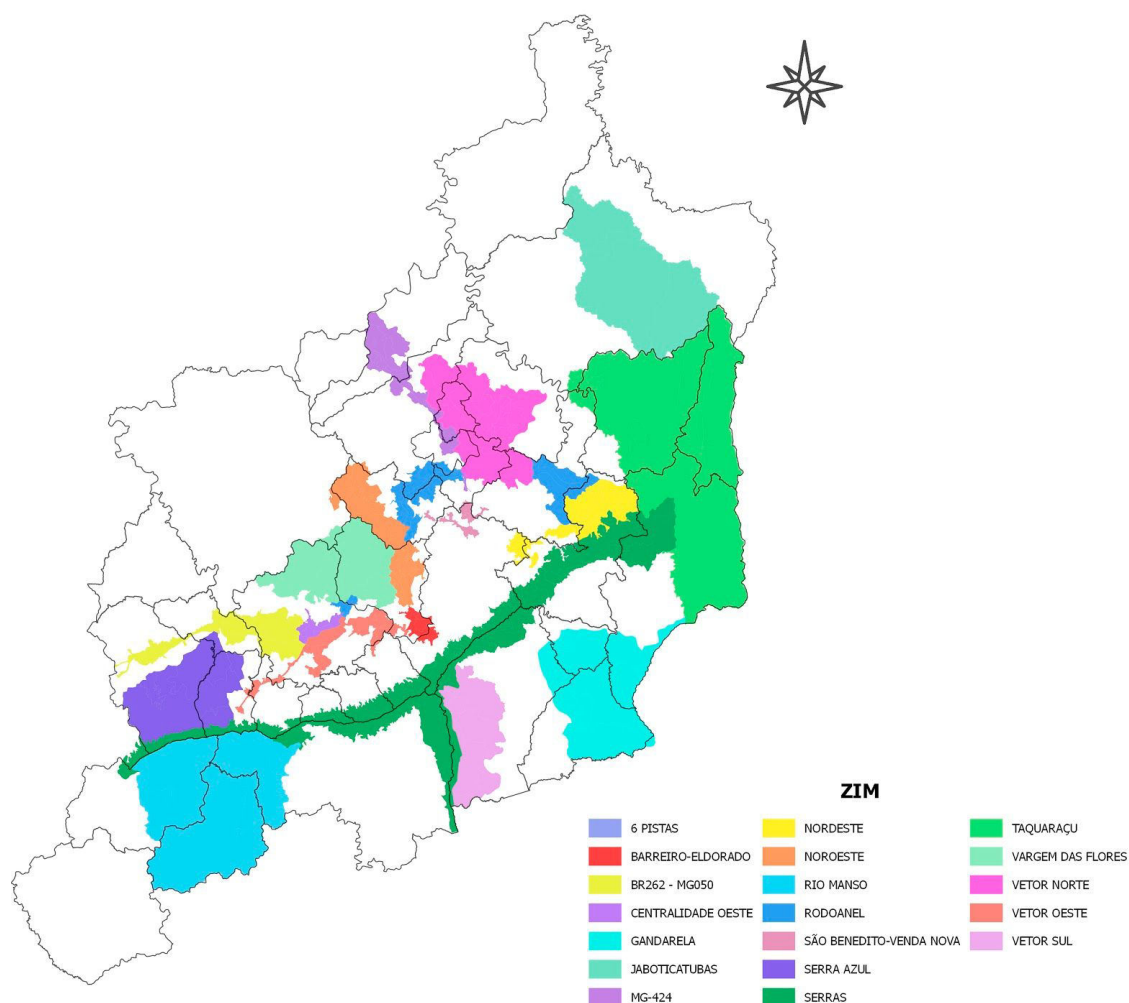 ZIM
6 PISTAS
BARREIRO-ELDORADO
BR262 - MG050
CENTRALIDADE OESTE
GANDARELA
JABOTICATUBAS
MG-424
NORDESTE
NOROESTE
RIO MANSO
RODOANEL
SÃO BENEDITO-VENDA NOVA
SERRA AZUL
SERRAS
TAQUARAÇU
VARGEM DAS FLORES
VETOR NORTE
VETOR OESTE
VETOR SUL